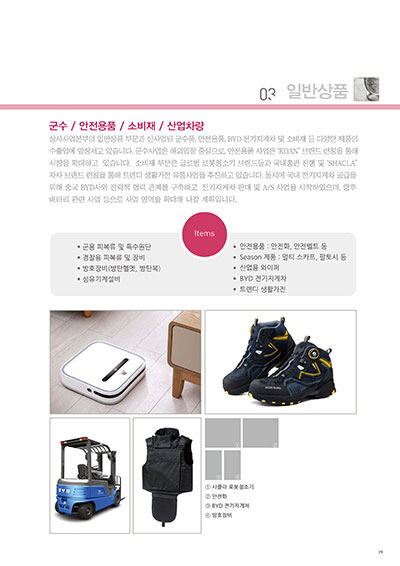 03 일반상품
군수 / 안전용품 / 소비재 / 산업차량
상사사업본부의 일반상품 부문과 신사업팀 군수품, 안전용품, BYD 전기지게차 및 소비재 등 다양한 제품의
수출입에 앞장서고 있습니다. 군수사업은 해외입찰 중심으로, 안전용품 사업은 'KOAN' 브랜드 런칭을 통해
시장을 확대하고 있습니다. 소비재 부문은 글로벌 로봇청소기 브랜드들과 국내총판 진행 및 'SHACLA'
자사 브랜드 런칭을 통해 트렌디 생활가전 유통사업을 추진하고 있습니다. 동시에 국내 전기지게차 공급을
위해 중국 BYD사와 전략적 협력 관계를 구축하고 전기지게차 판매 및 A/S 사업을 시작하였으며, 향후
배터리 관련 사업 등으로 사업 영역을 확대해 나갈 계획입니다.
Items
• 군용 피복류 및 특수원단
• 경찰용 피복류 및 장비
• 방호장비(방탄헬멧, 방탄복)
• 섬유기계설비
• 안전용품 : 안전화, 안전벨트 등
• Season 제품 : 멀티 스카프, 팔토시 등
• 산업용 와이퍼
• BYD 전기지게차
• 트렌디 생활가전
BYD
① 샤클라 로봇청소기
② 안전화
③ BYD 전기지게차
④ 방호장비